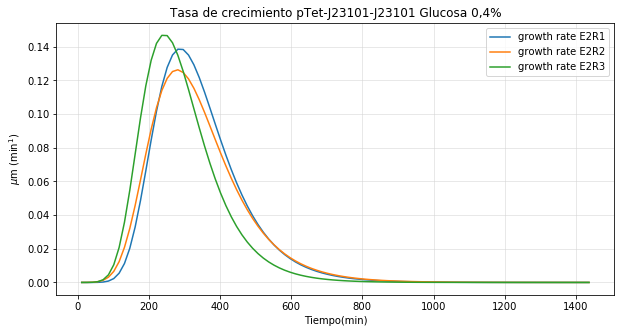 Tasa de crecimiento pTet-J23101-J23101 Glucosa 0,4%
growth rate E2R1
growth rate E2R2
growth rate E2R3
μm (min¹)
0.14
0.12
0.10
0.08
0.06
0.04
0.02
0.00
0 200 400 600 800 1000 1200 1400
Tiempo(min)